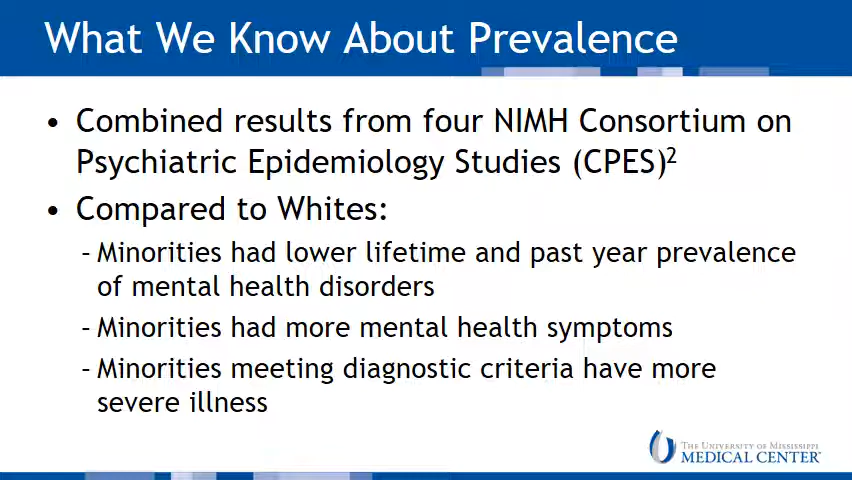 What We Know About Prevalence
• Combined results from four NIMH Consortium on
Psychiatric Epidemiology Studies (CPES)²
• Compared to Whites:
– Minorities had lower lifetime and past year prevalence
of mental health disorders
– Minorities had more mental health symptoms
– Minorities meeting diagnostic criteria have more
severe illness
THE UNIVERSITY OF MISSISSIPPI
MEDICAL CENTER